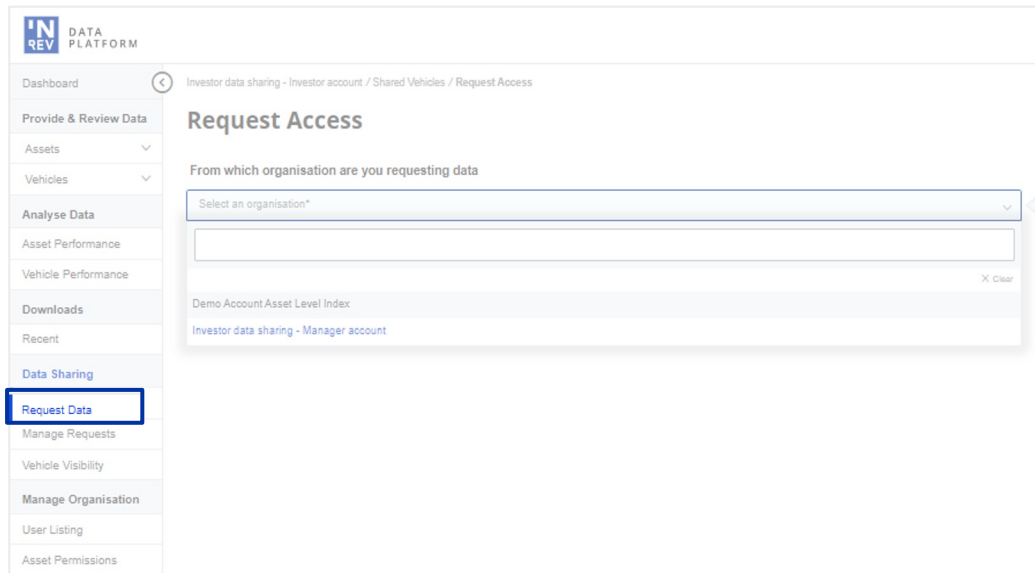 INREV
DATA
PLATFORM
Dashboard
Provide & Review Data
Assets
Vehicles
Analyse Data
Asset Performance
Vehicle Performance
Downloads
Recent
Data Sharing
Request Data
Manage Requests
Vehicle Visibility
Manage Organisation
User Listing
Asset Permissions
Investor data sharing - Investor account / Shared Vehicles / Request Access
Request Access
From which organisation are you requesting data
Select an organisation*
X Clear
Demo Account Asset Level Index
Investor data sharing - Manager account